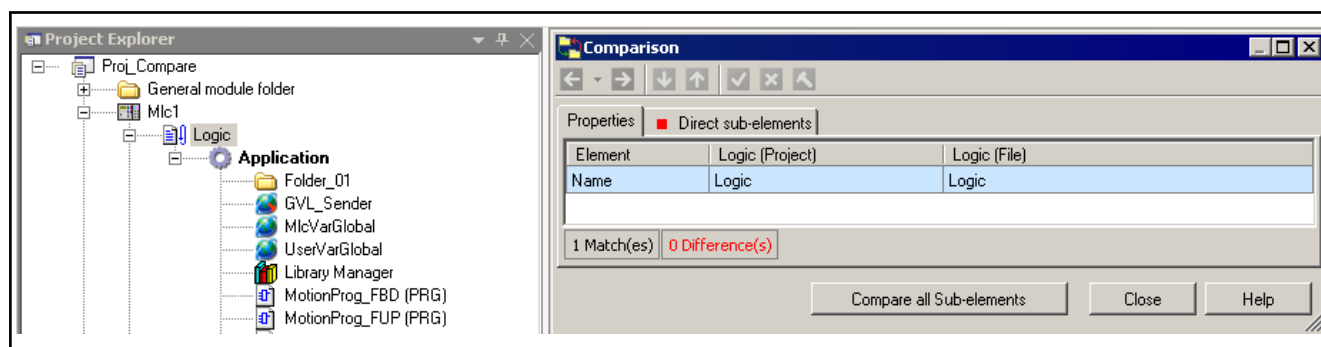 Project Explorer
Proj_Compare
General module folder
Mlc1
Logic
Application
Folder_01
GVL_Sender
MlcVarGlobal
UserVarGlobal
Library Manager
MotionProg_FBD (PRG)
MotionProg_FUP (PRG)
Comparison
Properties Direct sub-elements
Element Logic (Project) Logic (File)
Name Logic Logic
1 Match(es) 0 Difference(s)
Compare all Sub-elements Close Help